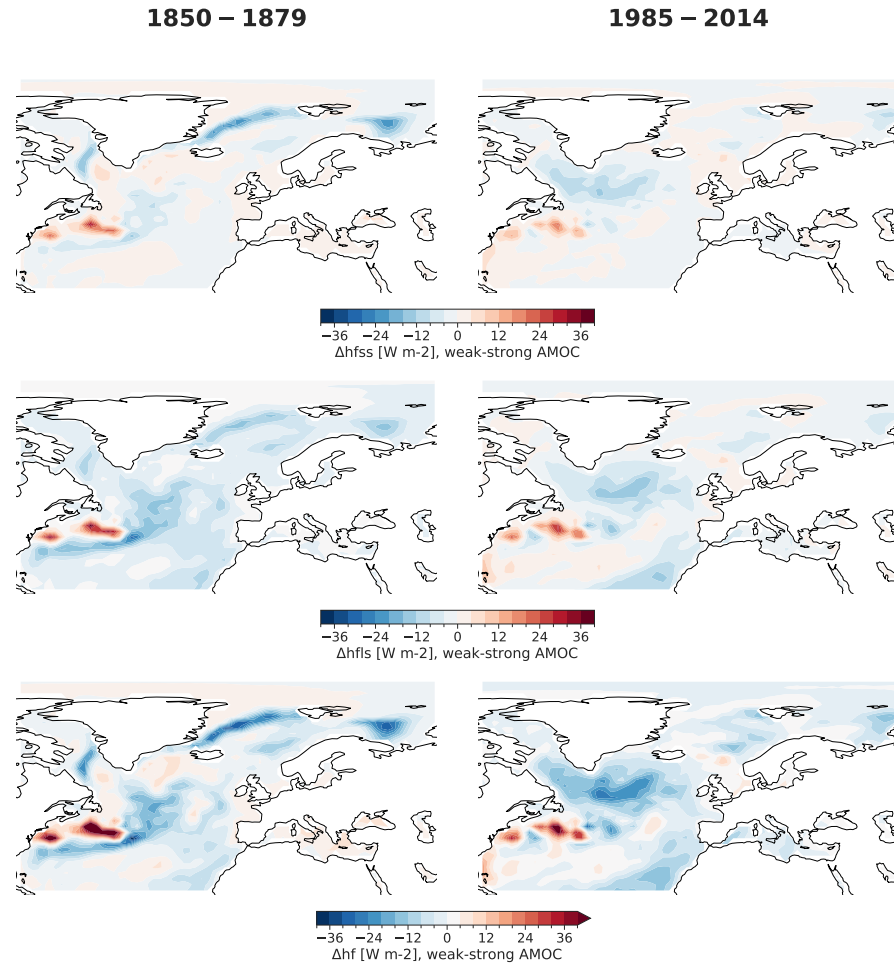 1850 – 1879 1985 – 2014
−36 −24 −12 0 12 24 36
Δhfss [W m-2], weak-strong AMOC
−36 −24 −12 0 12 24 36
Δhfls [W m-2], weak-strong AMOC
−36 −24 −12 0 12 24 36
Δhf [W m-2], weak-strong AMOC